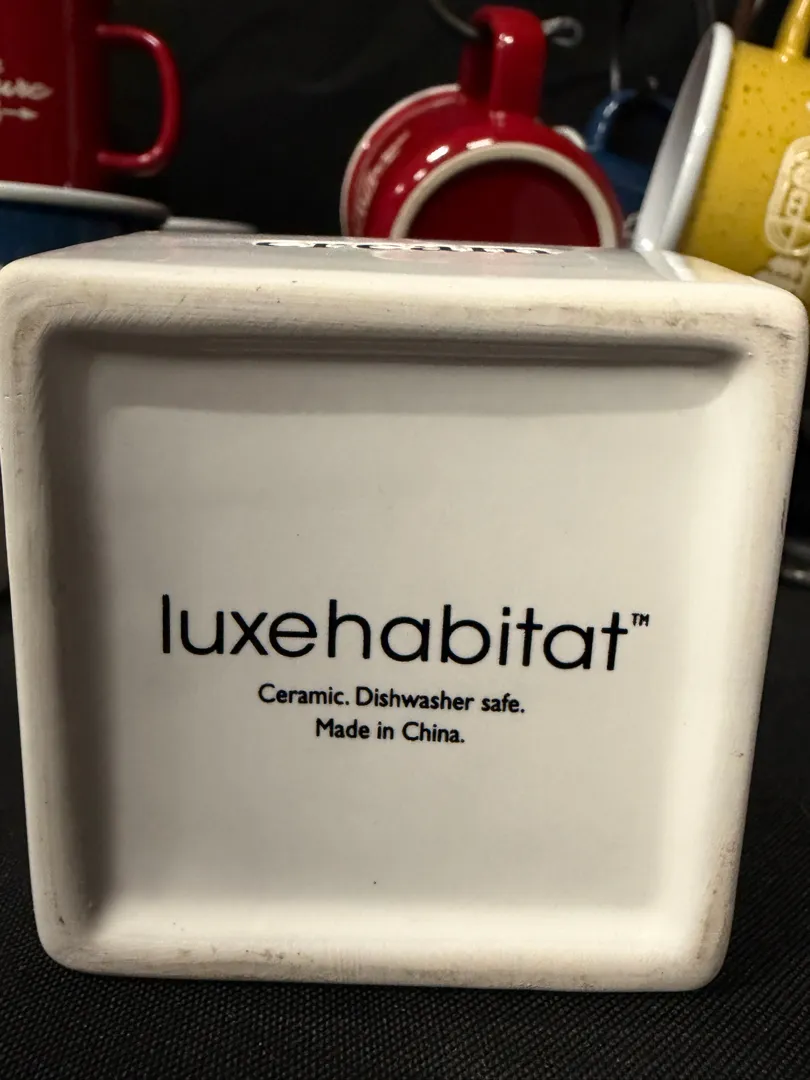 luxehabitat™
Ceramic. Dishwasher safe.
Made in China.